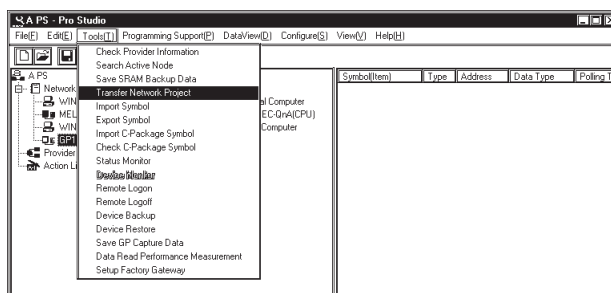 A PS - Pro Studio
File(F) Edit(E) Tools(T) Programming Support(P) DataView(D) Configure(S) View(V) Help(H)
Check Provider Information
Search Active Node
Save SRAM Backup Data
Transfer Network Project
Import Symbol
Export Symbol
Import C-Package Symbol
Check C-Package Symbol
Status Monitor
Device Monitor
Remote Logon
Remote Logoff
Device Backup
Device Restore
Save GP Capture Data
Data Read Performance Measurement
Setup Factory Gateway
A PS
Network
WIN
al Computer
MEL
EC-QnA(CPU)
WIN
Computer
GP1
Provider
Action Li
Symbol(Item) Type Address Data Type Polling T